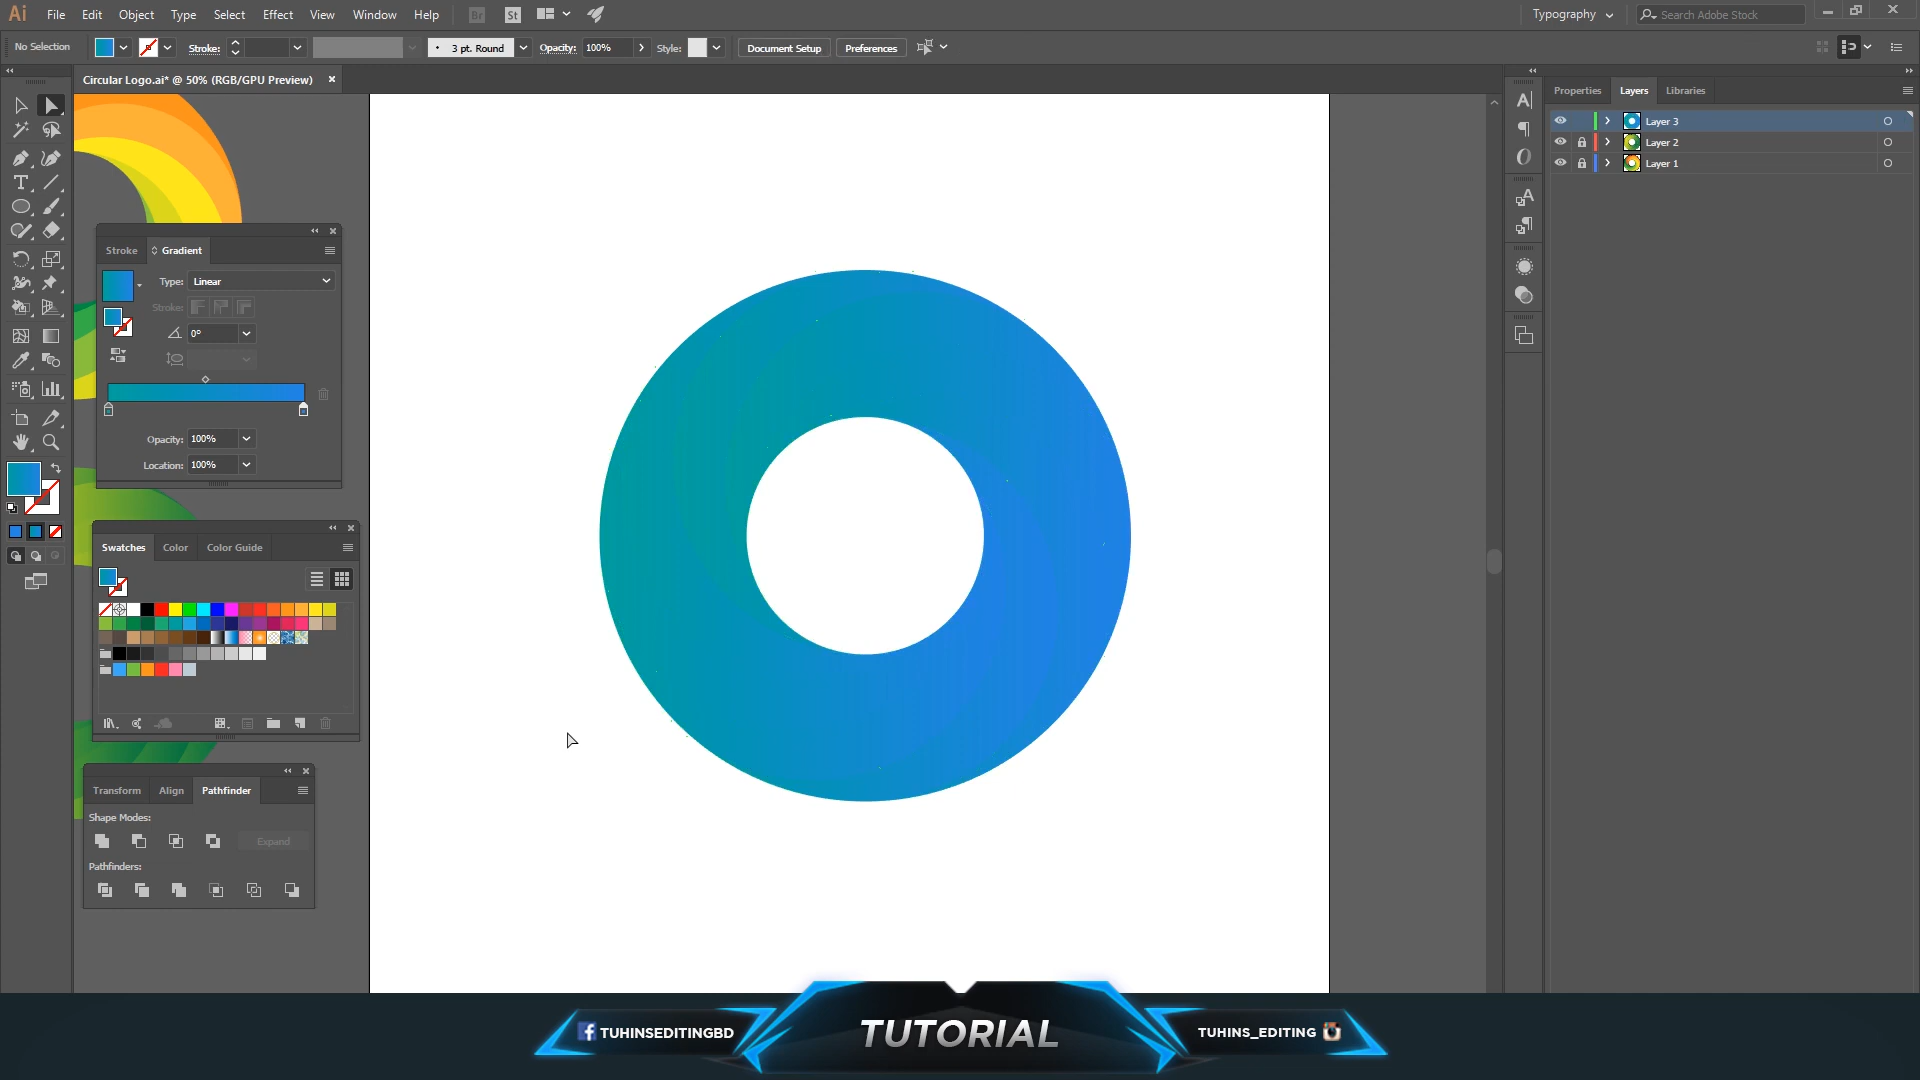 Ai File Edit Object Type Select Effect View Window Help Br St Typography Search Adobe Stock
No Selection Stroke: 3 pt. Round Opacity: 100% Style: Document Setup Preferences
Circular Logo.ai* @ 50% (RGB/GPU Preview)
Properties Layers Libraries
Layer 3
Layer 2
Layer 1
Stroke Gradient
Type: Linear
Stroke:
0°
Opacity: 100%
Location: 100%
Swatches Color Color Guide
Transform Align Pathfinder
Shape Modes:
Expand
Pathfinders:
TUHINSEDITINGBD
TUTORIAL
TUHINS_EDITING